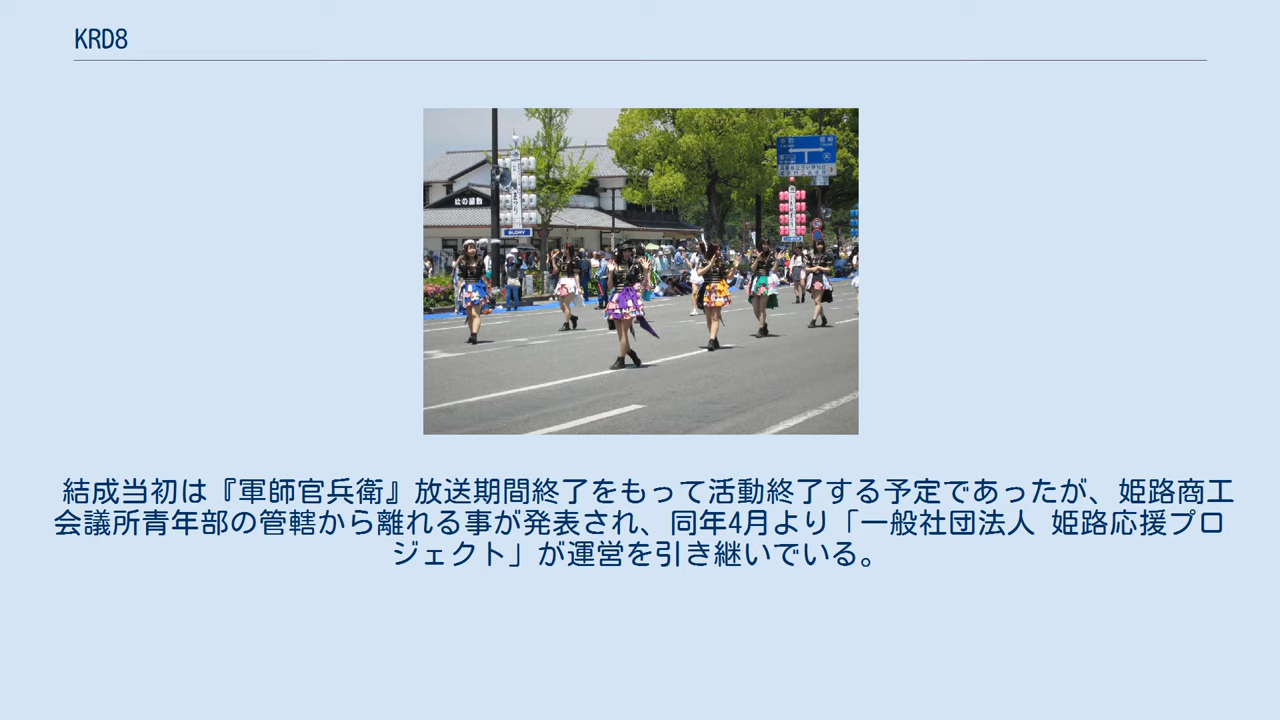 KRD8
GLORY
結成当初は『軍師官兵衛』放送期間終了をもって活動終了する予定であったが、姫路商工
会議所青年部の管轄から離れる事が発表され、同年4月より「一般社団法人 姫路応援プロ
ジェクト」が運営を引き継いでいる。